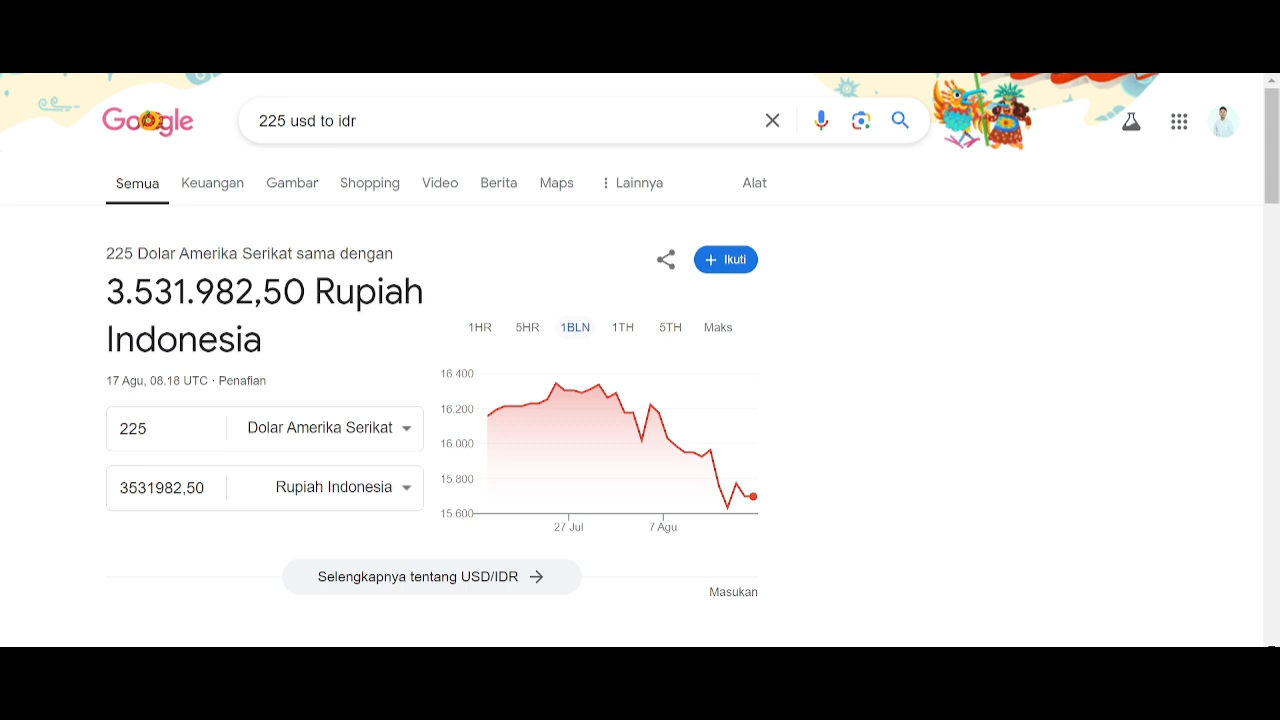 Google
225 usd to idr
Semua Keuangan Gambar Shopping Video Berita Maps Lainnya Alat
225 Dolar Amerika Serikat sama dengan
3.531.982,50 Rupiah
Indonesia
17 Agu, 08.18 UTC · Penafian
Ikuti
1HR 5HR 1BLN 1TH 5TH Maks
225 Dolar Amerika Serikat
3531982,50 Rupiah Indonesia
16.400
16.200
16.000
15.800
15.600
27 Jul 7 Agu
Selengkapnya tentang USD/IDR
Masukan